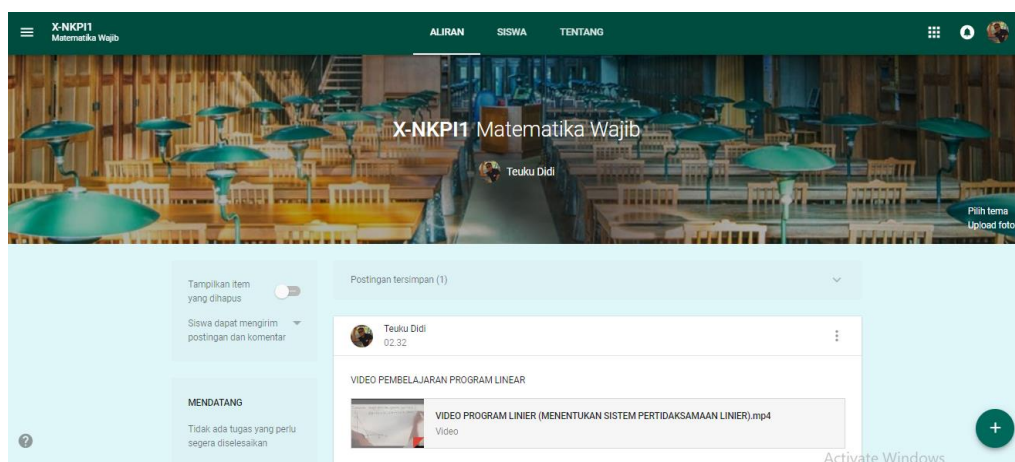 X-NKPI1
Matematika Wajib
ALIRAN SISWA TENTANG
X-NKPI1 Matematika Wajib
Teuku Didi
Pilih tema
Upload foto
Tampilkan item
yang dihapus
Siswa dapat mengirim
postingan dan komentar
MENDATANG
Tidak ada tugas yang perlu
segera diselesaikan
Postingan tersimpan (1)
Teuku Didi
02.32
VIDEO PEMBELAJARAN PROGRAM LINEAR
VIDEO PROGRAM LINIER (MENENTUKAN SISTEM PERTIDAKSAMAAN LINIER).mp4
Video
Activate Windows